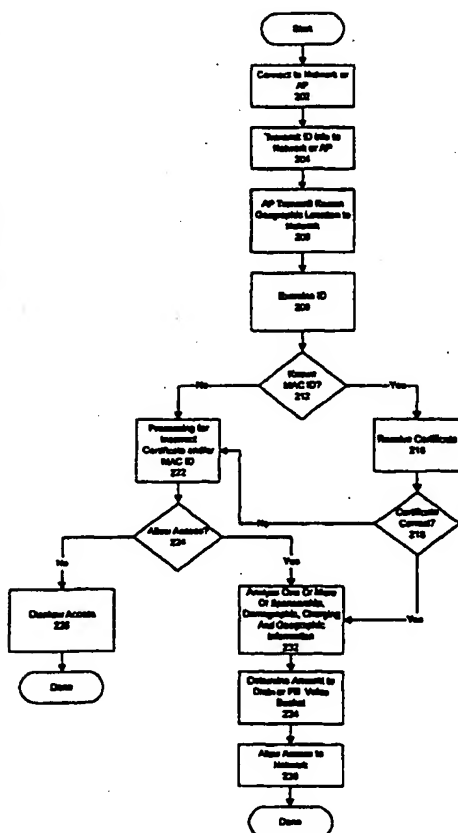 Start
Connect to Network or
AP
202
Transmit ID Info to
Network or AP
204
AP Transmit Known
Geographic Location to
Network
Examine ID
Known
MAC ID?
212
No
Yes
Processing for
Incorrect
Certificate and/or
MAC ID
222
Receive Certificate
216
Certificate
Correct?
218
No
Allow Access?
224
No
Yes
Yes
Disallow Access
Analyze One Or More
Of Sponsorship,
Demographic, Charging
And Geographic
Information
232
Done
Determine Amount to
Drain or Fill Value
Bucket
234
Allow Access to
Network
Done